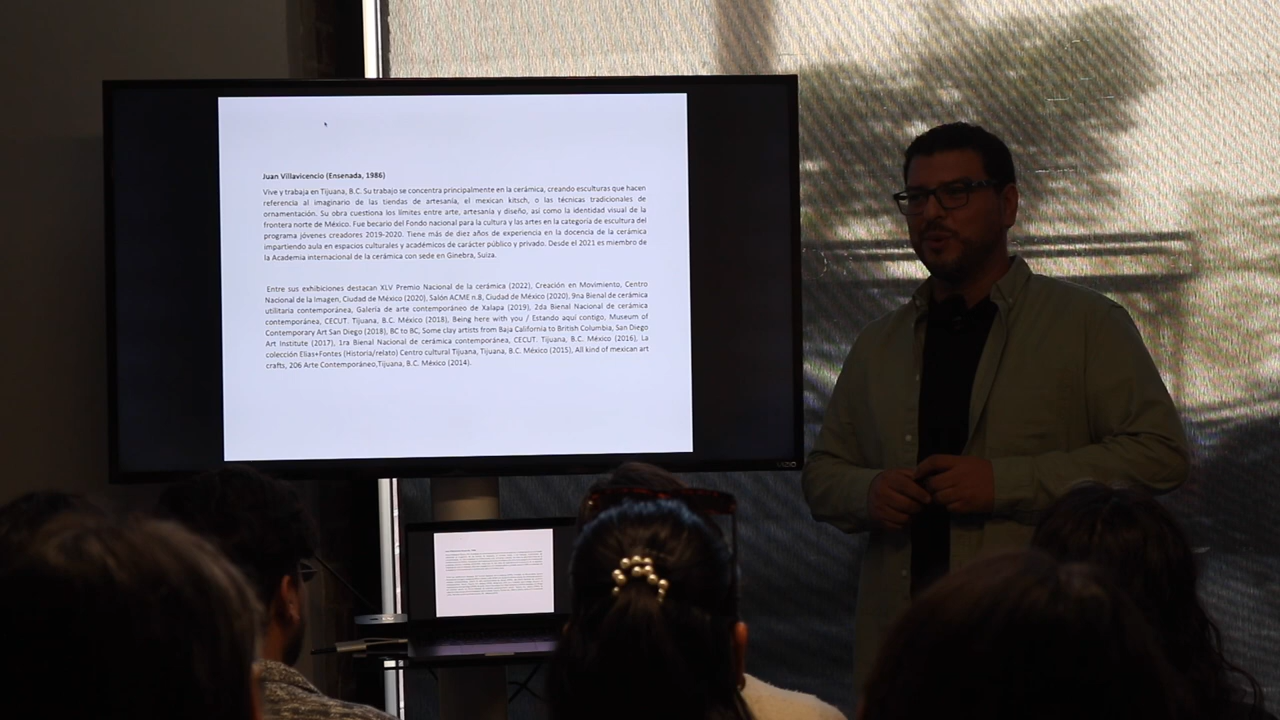 Juan Villavicencio (Ensenada, 1986)
Vive y trabaja en Tijuana, B.C. Su trabajo se concentra principalmente en la cerámica, creando esculturas que hacen
referencia al imaginario de las tiendas de artesanía, el mexican kitsch, o las técnicas tradicionales de
ornamentación. Su obra cuestiona los límites entre arte, artesanía y diseño, así como la identidad visual de la
frontera norte de México. Fue becario del Fondo nacional para la cultura y las artes en la categoría de escultura del
programa jóvenes creadores 2019-2020. Tiene más de diez años de experiencia en la docencia de la cerámica
impartiendo aula en espacios culturales y académicos de carácter público y privado. Desde el 2021 es miembro de
la Academia internacional de la cerámica con sede en Ginebra, Suiza.
Entre sus exhibiciones destacan XLV Premio Nacional de la cerámica (2022), Creación en Movimiento, Centro
Nacional de la Imagen, Ciudad de México (2020), Salón ACME n.8, Ciudad de México (2020), 9na Bienal de cerámica
utilitaria contemporánea, Galería de arte contemporáneo de Xalapa (2019), 2da Bienal Nacional de cerámica
contemporánea, CECUT. Tijuana, B.C. México (2018), Being here with you / Estando aquí contigo, Museum of
Contemporary Art San Diego (2018), BC to BC, Some clay artists from Baja California to British Columbia, San Diego
Art Institute (2017), 1ra Bienal Nacional de cerámica contemporánea, CECUT. Tijuana, B.C. México (2016), La
colección Elias+Fontes (Historia/relato) Centro cultural Tijuana, Tijuana, B.C. México (2015), All kind of mexican art
crafts, 206 Arte Contemporáneo,Tijuana, B.C. México (2014).
VIZIO